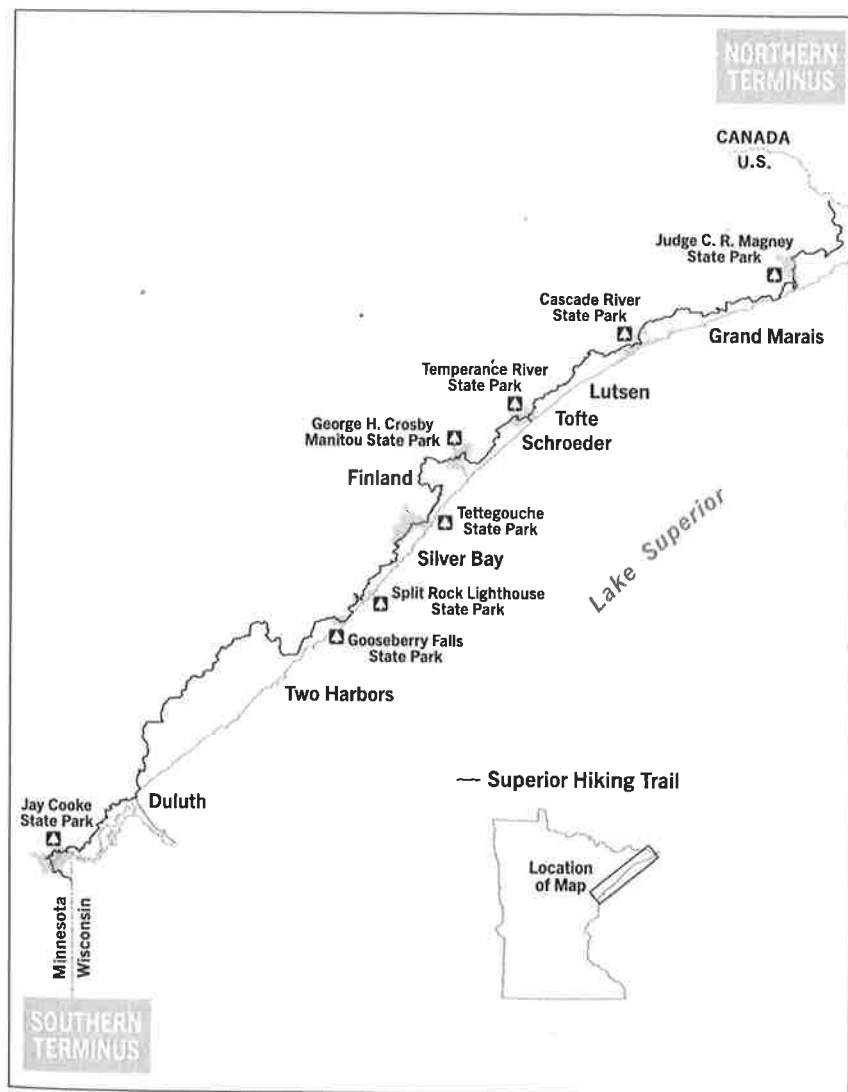 NORTHERN
TERMINUS
CANADA
U.S.
Judge C. R. Magney
State Park
Cascade River
State Park
Grand Marais
Temperance River
State Park
Lutsen
Tofte
George H. Crosby
Manitou State Park
Schroeder
Finland
Tettegouche
State Park
Lake Superior
Silver Bay
Split Rock Lighthouse
State Park
Gooseberry Falls
State Park
Two Harbors
Superior Hiking Trail
Duluth
Jay Cooke
State Park
Location
of Map
Minnesota
Wisconsin
SOUTHERN
TERMINUS